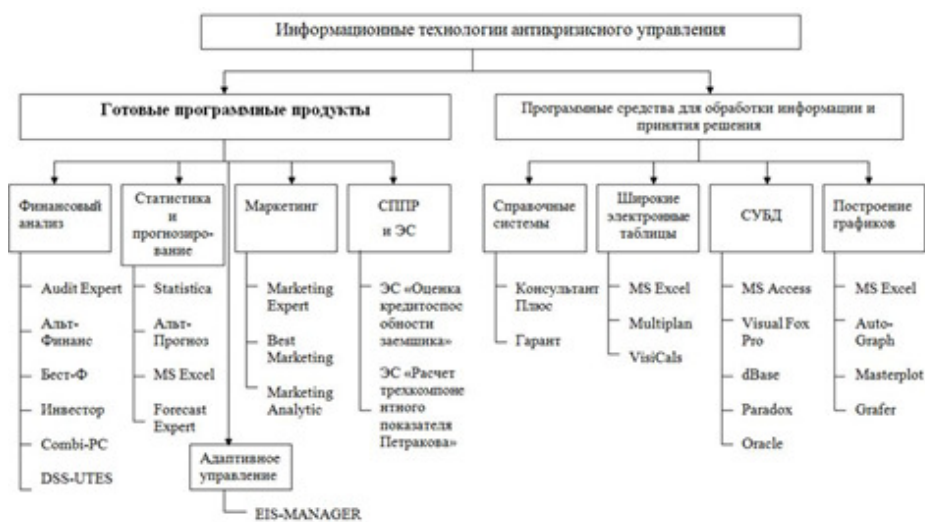 Информационные технологии антикризисного управления
Готовые программные продукты
Программные средства для обработки информации и
принятия решения
Финансовый
анализ
Статистика
и
прогнозиро-
вание
Маркетинг
СППР
и ЭС
Справочные
системы
Широкие
электронные
таблицы
СУБД
Построение
графиков
Audit Expert
Альт-
Финанс
Бест-Ф
Инвестор
Combi-PC
DSS-UTES
Statistica
Альт-
Прогноз
MS Excel
Forecast
Expert
Адаптивное
управление
EIS-MANAGER
Marketing
Expert
Best
Marketing
Marketing
Analytic
ЭС «Оценка
кредитоспос
обности
заемшика»
ЭС «Расчет
трехкомпоне
нтного
показателя
Петракова»
Консультант
Плюс
Гарант
MS Excel
Multiplan
VisiCals
MS Access
Visual Fox
Pro
dBase
Paradox
Oracle
MS Excel
Auto-
Graph
Masterplot
Grafer